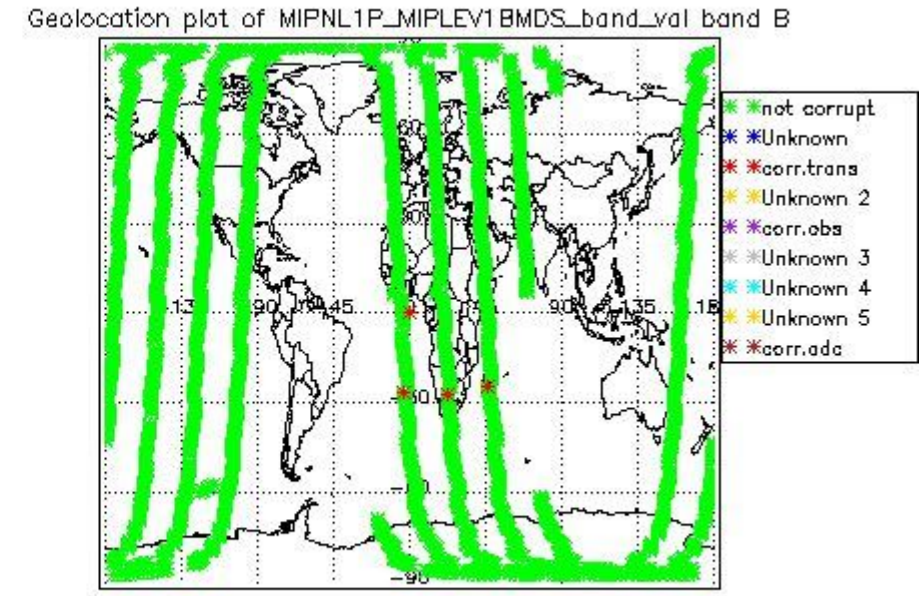 Geolocation plot of MIPNL1P_MIPLEV1BMDS_band_val band B
not corrupt
Unknown
corr.trans
Unknown 2
corr.obs
Unknown 3
Unknown 4
Unknown 5
corr.adc
60
90
45
90
135
-90